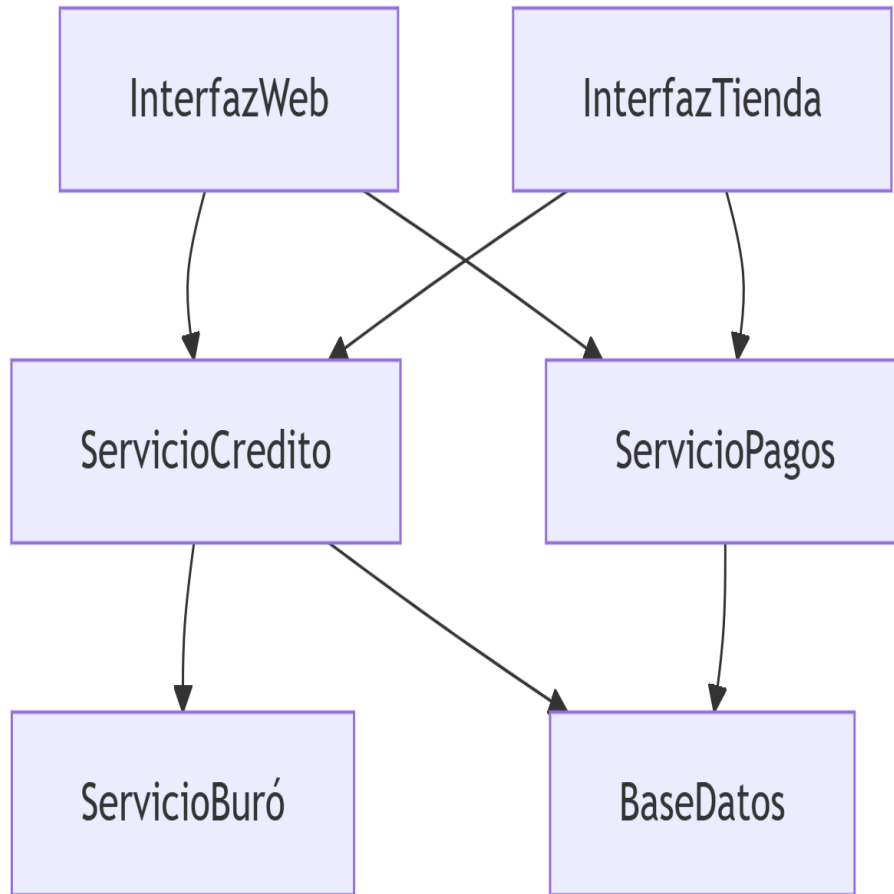 InterfazWeb
InterfazTienda
ServicioCredito
ServicioPagos
ServicioBuró
BaseDatos